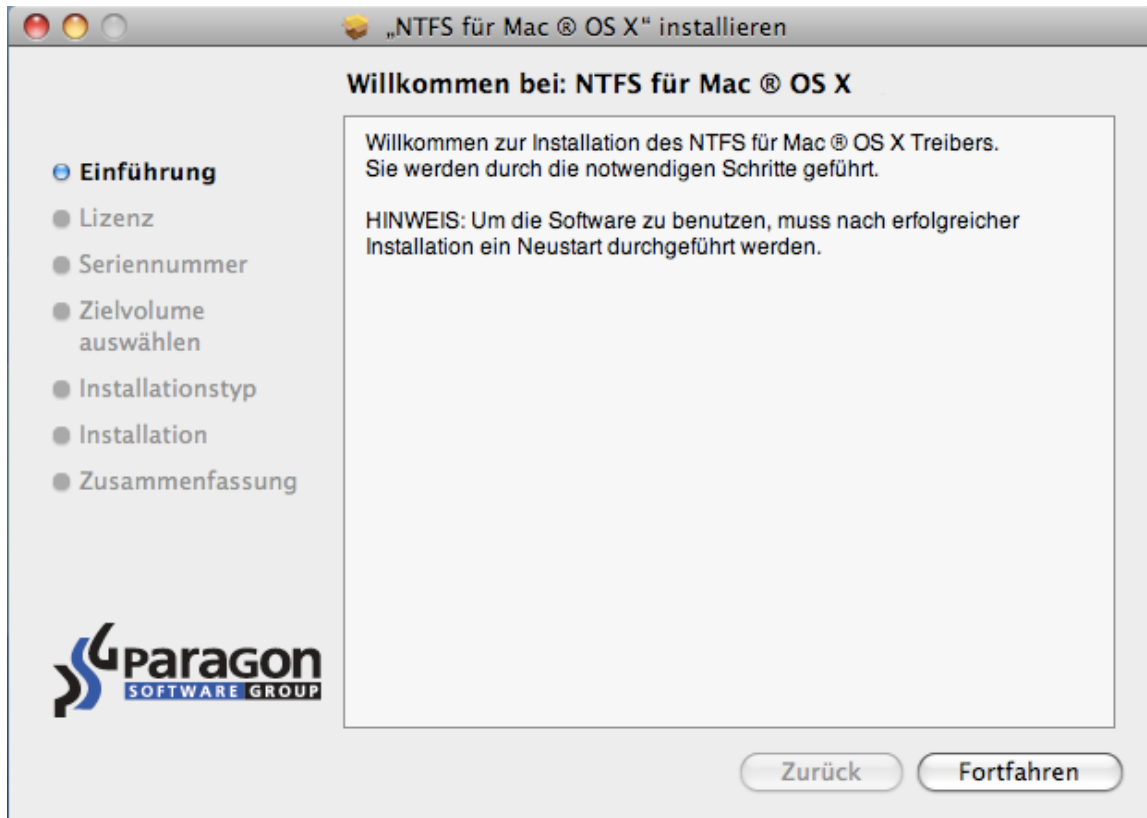 „NTFS für Mac ® OS X“ installieren
Willkommen bei: NTFS für Mac ® OS X
Einführung
Lizenz
Seriennummer
Zielvolume
auswählen
Installationstyp
Installation
Zusammenfassung
Willkommen zur Installation des NTFS für Mac ® OS X Treibers.
Sie werden durch die notwendigen Schritte geführt.
HINWEIS: Um die Software zu benutzen, muss nach erfolgreicher
Installation ein Neustart durchgeführt werden.
Paragon
SOFTWARE GROUP
Zurück
Fortfahren